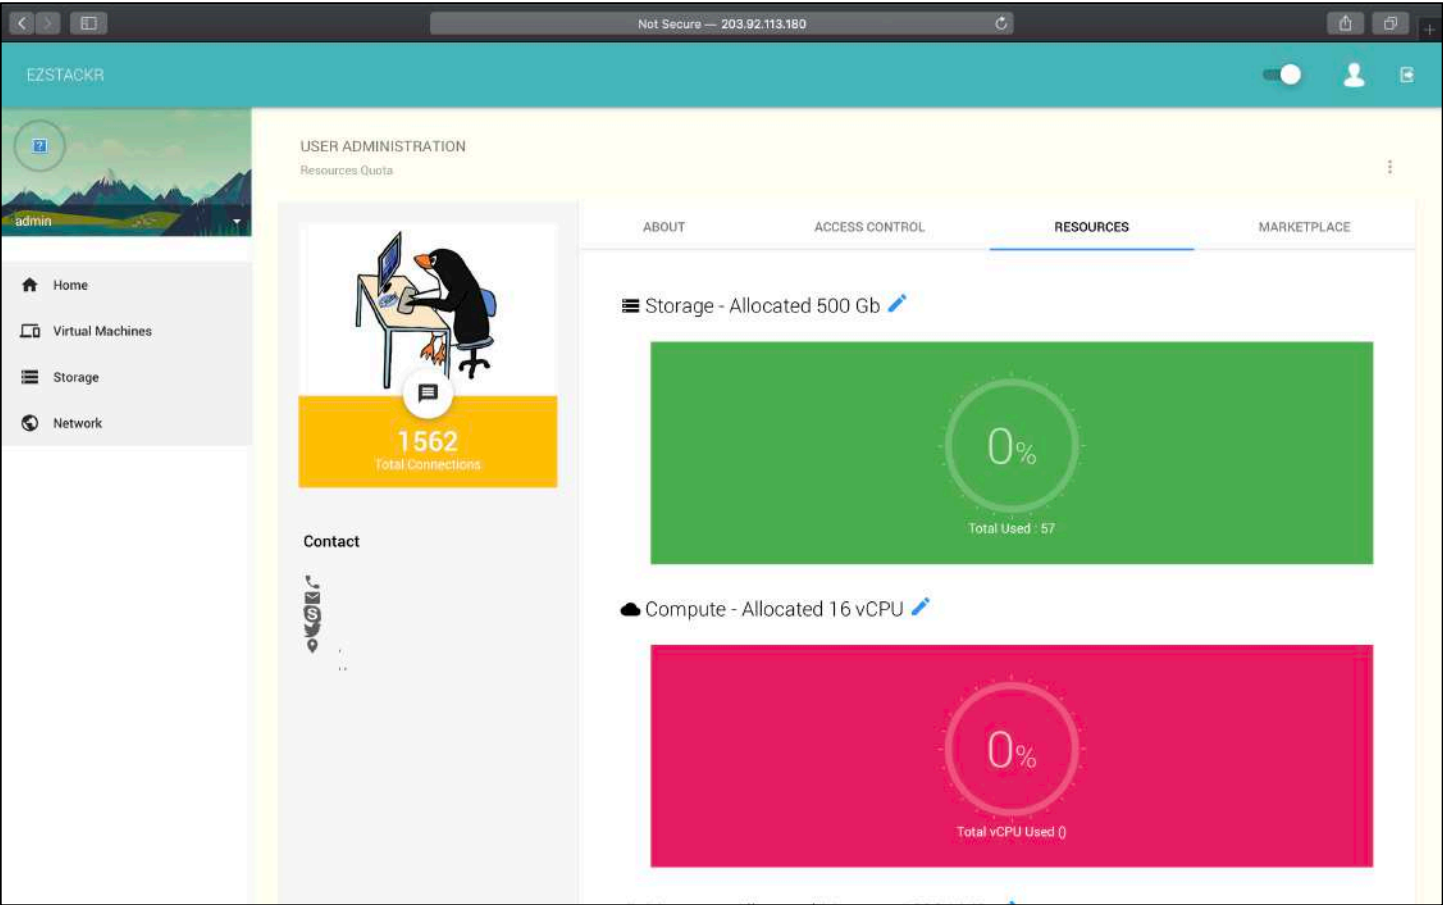 Not Secure — 203.92.113.180
EZSTACKR
admin
Home
Virtual Machines
Storage
Network
USER ADMINISTRATION
Resources Quota
1562
Total Connections
Contact
ABOUT
ACCESS CONTROL
RESOURCES
MARKETPLACE
Storage - Allocated 500 Gb
0%
Total Used : 57
Compute - Allocated 16 vCPU
0%
Total vCPU Used ()